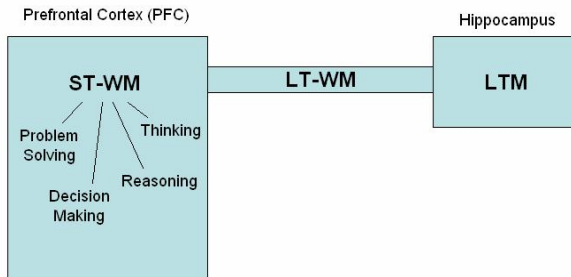 Prefrontal Cortex (PFC)
Hippocampus
ST-WM
LT-WM
LTM
Problem
Solving
Thinking
Decision
Making
Reasoning